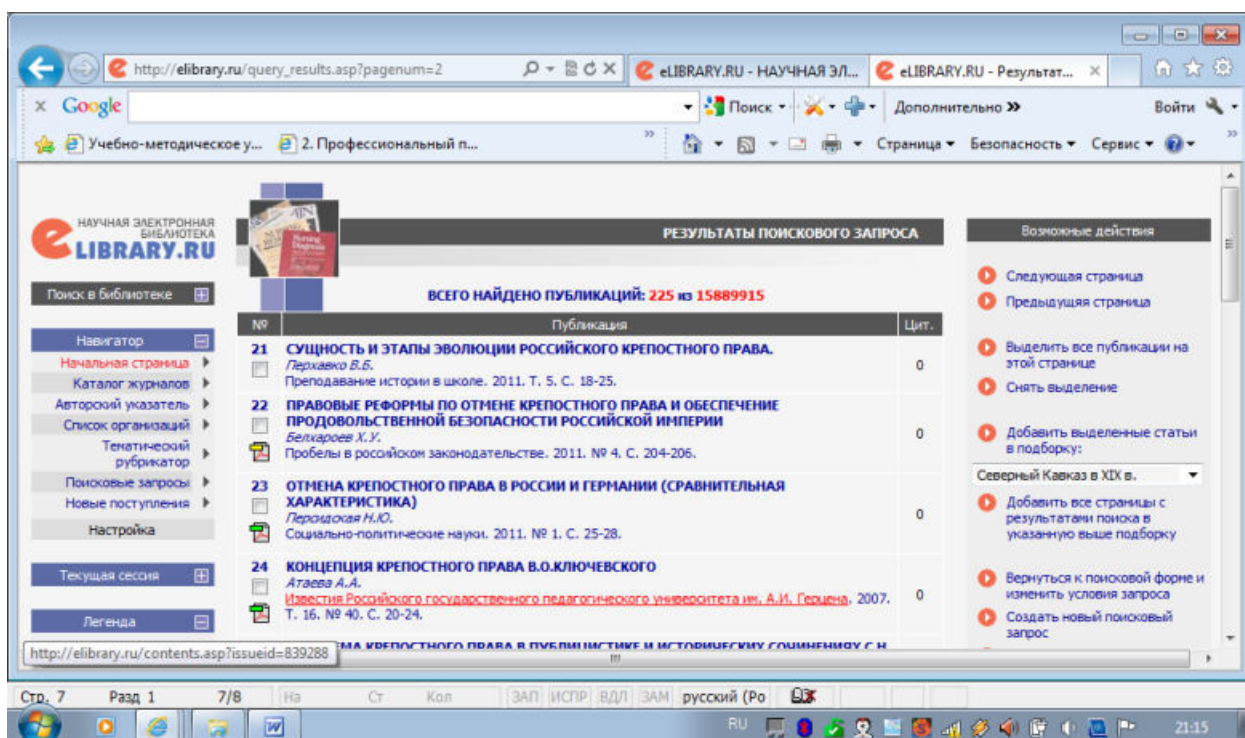 http://elibrary.ru/query_results.asp?pagenum=2
eLIBRARY.RU - НАУЧНАЯ ЭЛ...
eLIBRARY.RU - Результат...
Google
Поиск
Дополнительно
Войти
Учебно-методическое у...
2. Профессиональный п...
Страница
Безопасность
Сервис
НАУЧНАЯ ЭЛЕКТРОННАЯ
БИБЛИОТЕКА
LIBRARY.RU
Поиск в библиотеке
Навигатор
Начальная страница
Каталог журналов
Авторский указатель
Список организаций
Тематический
рубрикатор
Поисковые запросы
Новые поступления
Настройка
Текущая сессия
Легенда
РЕЗУЛЬТАТЫ ПОИСКОВОГО ЗАПРОСА
ВСЕГО НАЙДЕНО ПУБЛИКАЦИЙ: 225 из 15889915
№ Публикация Цит.
21 СУЩНОСТЬ И ЭТАПЫ ЭВОЛЮЦИИ РОССИЙСКОГО КРЕПОСТНОГО ПРАВА.
Перхавко В.Б.
Преподавание истории в школе. 2011. Т. 5. С. 18-25.
0
22 ПРАВОВЫЕ РЕФОРМЫ ПО ОТМЕНЕ КРЕПОСТНОГО ПРАВА И ОБЕСПЕЧЕНИЕ
ПРОДОВОЛЬСТВЕННОЙ БЕЗОПАСНОСТИ РОССИЙСКОЙ ИМПЕРИИ
Белхароев Х.У.
Пробелы в российском законодательстве. 2011. № 4. С. 204-206.
0
23 ОТМЕНА КРЕПОСТНОГО ПРАВА В РОССИИ И ГЕРМАНИИ (СРАВНИТЕЛЬНАЯ
ХАРАКТЕРИСТИКА)
Н.Ю.
Социально-политические науки. 2011. № 1. С. 25-28.
0
24 КОНЦЕПЦИЯ КРЕПОСТНОГО ПРАВА В.О.КЛЮЧЕВСКОГО
Атаева А.А.
Известия Российского государственного педагогического университета им. А.И. Герцена. 2007.
Т. 16. № 40. С. 20-24.
0
КРЕПОСТНОГО ПРАВА В ПУБЛИЦИСТИКЕ И ИСТОРИЧЕСКИХ СОЧИНЕНИЯХ С.Н.
Возможные действия
Следующая страница
Предыдущая страница
Выделить все публикации на
этой странице
Снять выделение
Добавить выделенные статьи
в подборку:
Северный Кавказ в XIX в.
Добавить все страницы с
результатами поиска в
указанную выше подборку
Вернуться к поисковой форме и
изменить условия запроса
Создать новый поисковый
запрос
http://elibrary.ru/contents.asp?issueid=839288
Стр. 7 Разд 1 7/8 На Ст Кол ЗАП ИСПР ВДЛ ЗАМ русский (Ро
RU 21:15